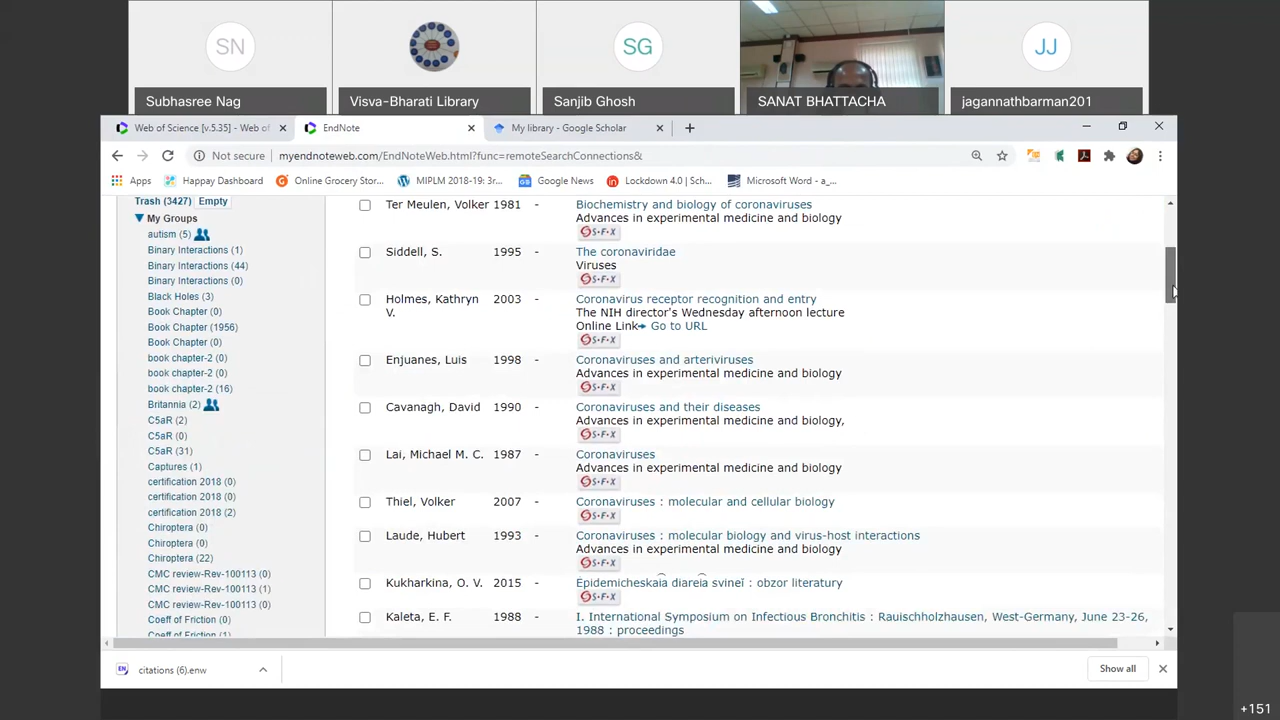 SN
SG
JJ
Subhasree Nag
Visva-Bharati Library
Sanjib Ghosh
SANAT BHATTACHA
jagannathbarman201
Web of Science [v.5.35] - Web of
EndNote
My library - Google Scholar
Not secure
myendnoteweb.com/EndNoteWeb.html?func=remoteSearchConnections&
Apps
Happay Dashboard
Online Grocery Stor...
MIPLM 2018-19: 3r...
Google News
Lockdown 4.0 | Sch...
Microsoft Word - a_...
Trash (3427) Empty
My Groups
autism (5)
Binary Interactions (1)
Binary Interactions (44)
Binary Interactions (0)
Black Holes (3)
Book Chapter (0)
Book Chapter (1956)
Book Chapter (0)
book chapter-2 (0)
book chapter-2 (0)
book chapter-2 (16)
Britannia (2)
C5aR (2)
C5aR (0)
C5aR (31)
Captures (1)
certification 2018 (0)
certification 2018 (0)
certification 2018 (2)
Chiroptera (0)
Chiroptera (0)
Chiroptera (22)
CMC review-Rev-100113 (0)
CMC review-Rev-100113 (1)
CMC review-Rev-100113 (0)
Coeff of Friction (0)
Coeff of Friction (1)
Ter Meulen, Volker 1981 - Biochemistry and biology of coronaviruses
Advances in experimental medicine and biology
S·F·X
Siddell, S. 1995 - The coronaviridae
Viruses
S·F·X
Holmes, Kathryn 2003 - Coronavirus receptor recognition and entry
V. The NIH director's Wednesday afternoon lecture
Online Link Go to URL
S·F·X
Enjuanes, Luis 1998 - Coronaviruses and arteriviruses
Advances in experimental medicine and biology
S·F·X
Cavanagh, David 1990 - Coronaviruses and their diseases
Advances in experimental medicine and biology,
S·F·X
Lai, Michael M. C. 1987 - Coronaviruses
Advances in experimental medicine and biology
S·F·X
Thiel, Volker 2007 - Coronaviruses : molecular and cellular biology
S·F·X
Laude, Hubert 1993 - Coronaviruses : molecular biology and virus-host interactions
Advances in experimental medicine and biology
S·F·X
Kukharkina, O. V. 2015 - Ėpidemicheskai͡a diarei͡a svineĭ : obzor literatury
S·F·X
Kaleta, E. F. 1988 - I. International Symposium on Infectious Bronchitis : Rauischholzhausen, West-Germany, June 23-26,
1988 : proceedings
EN
citations (6).enw
Show all
+151